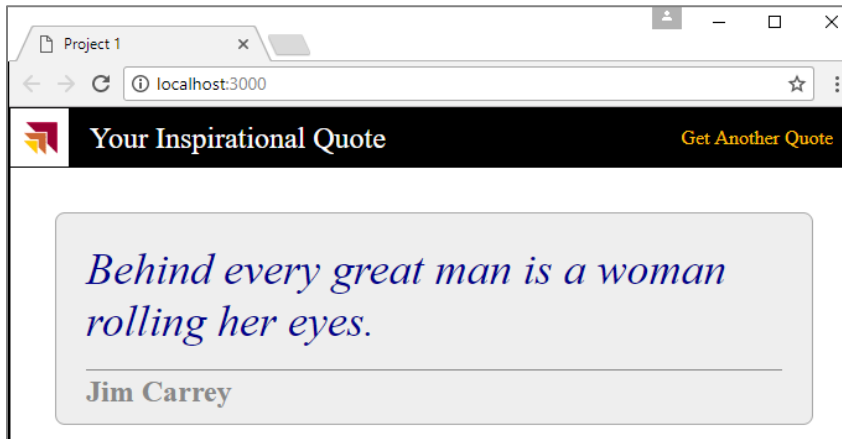 Project 1
localhost:3000
Your Inspirational Quote
Get Another Quote
Behind every great man is a woman
rolling her eyes.
Jim Carrey